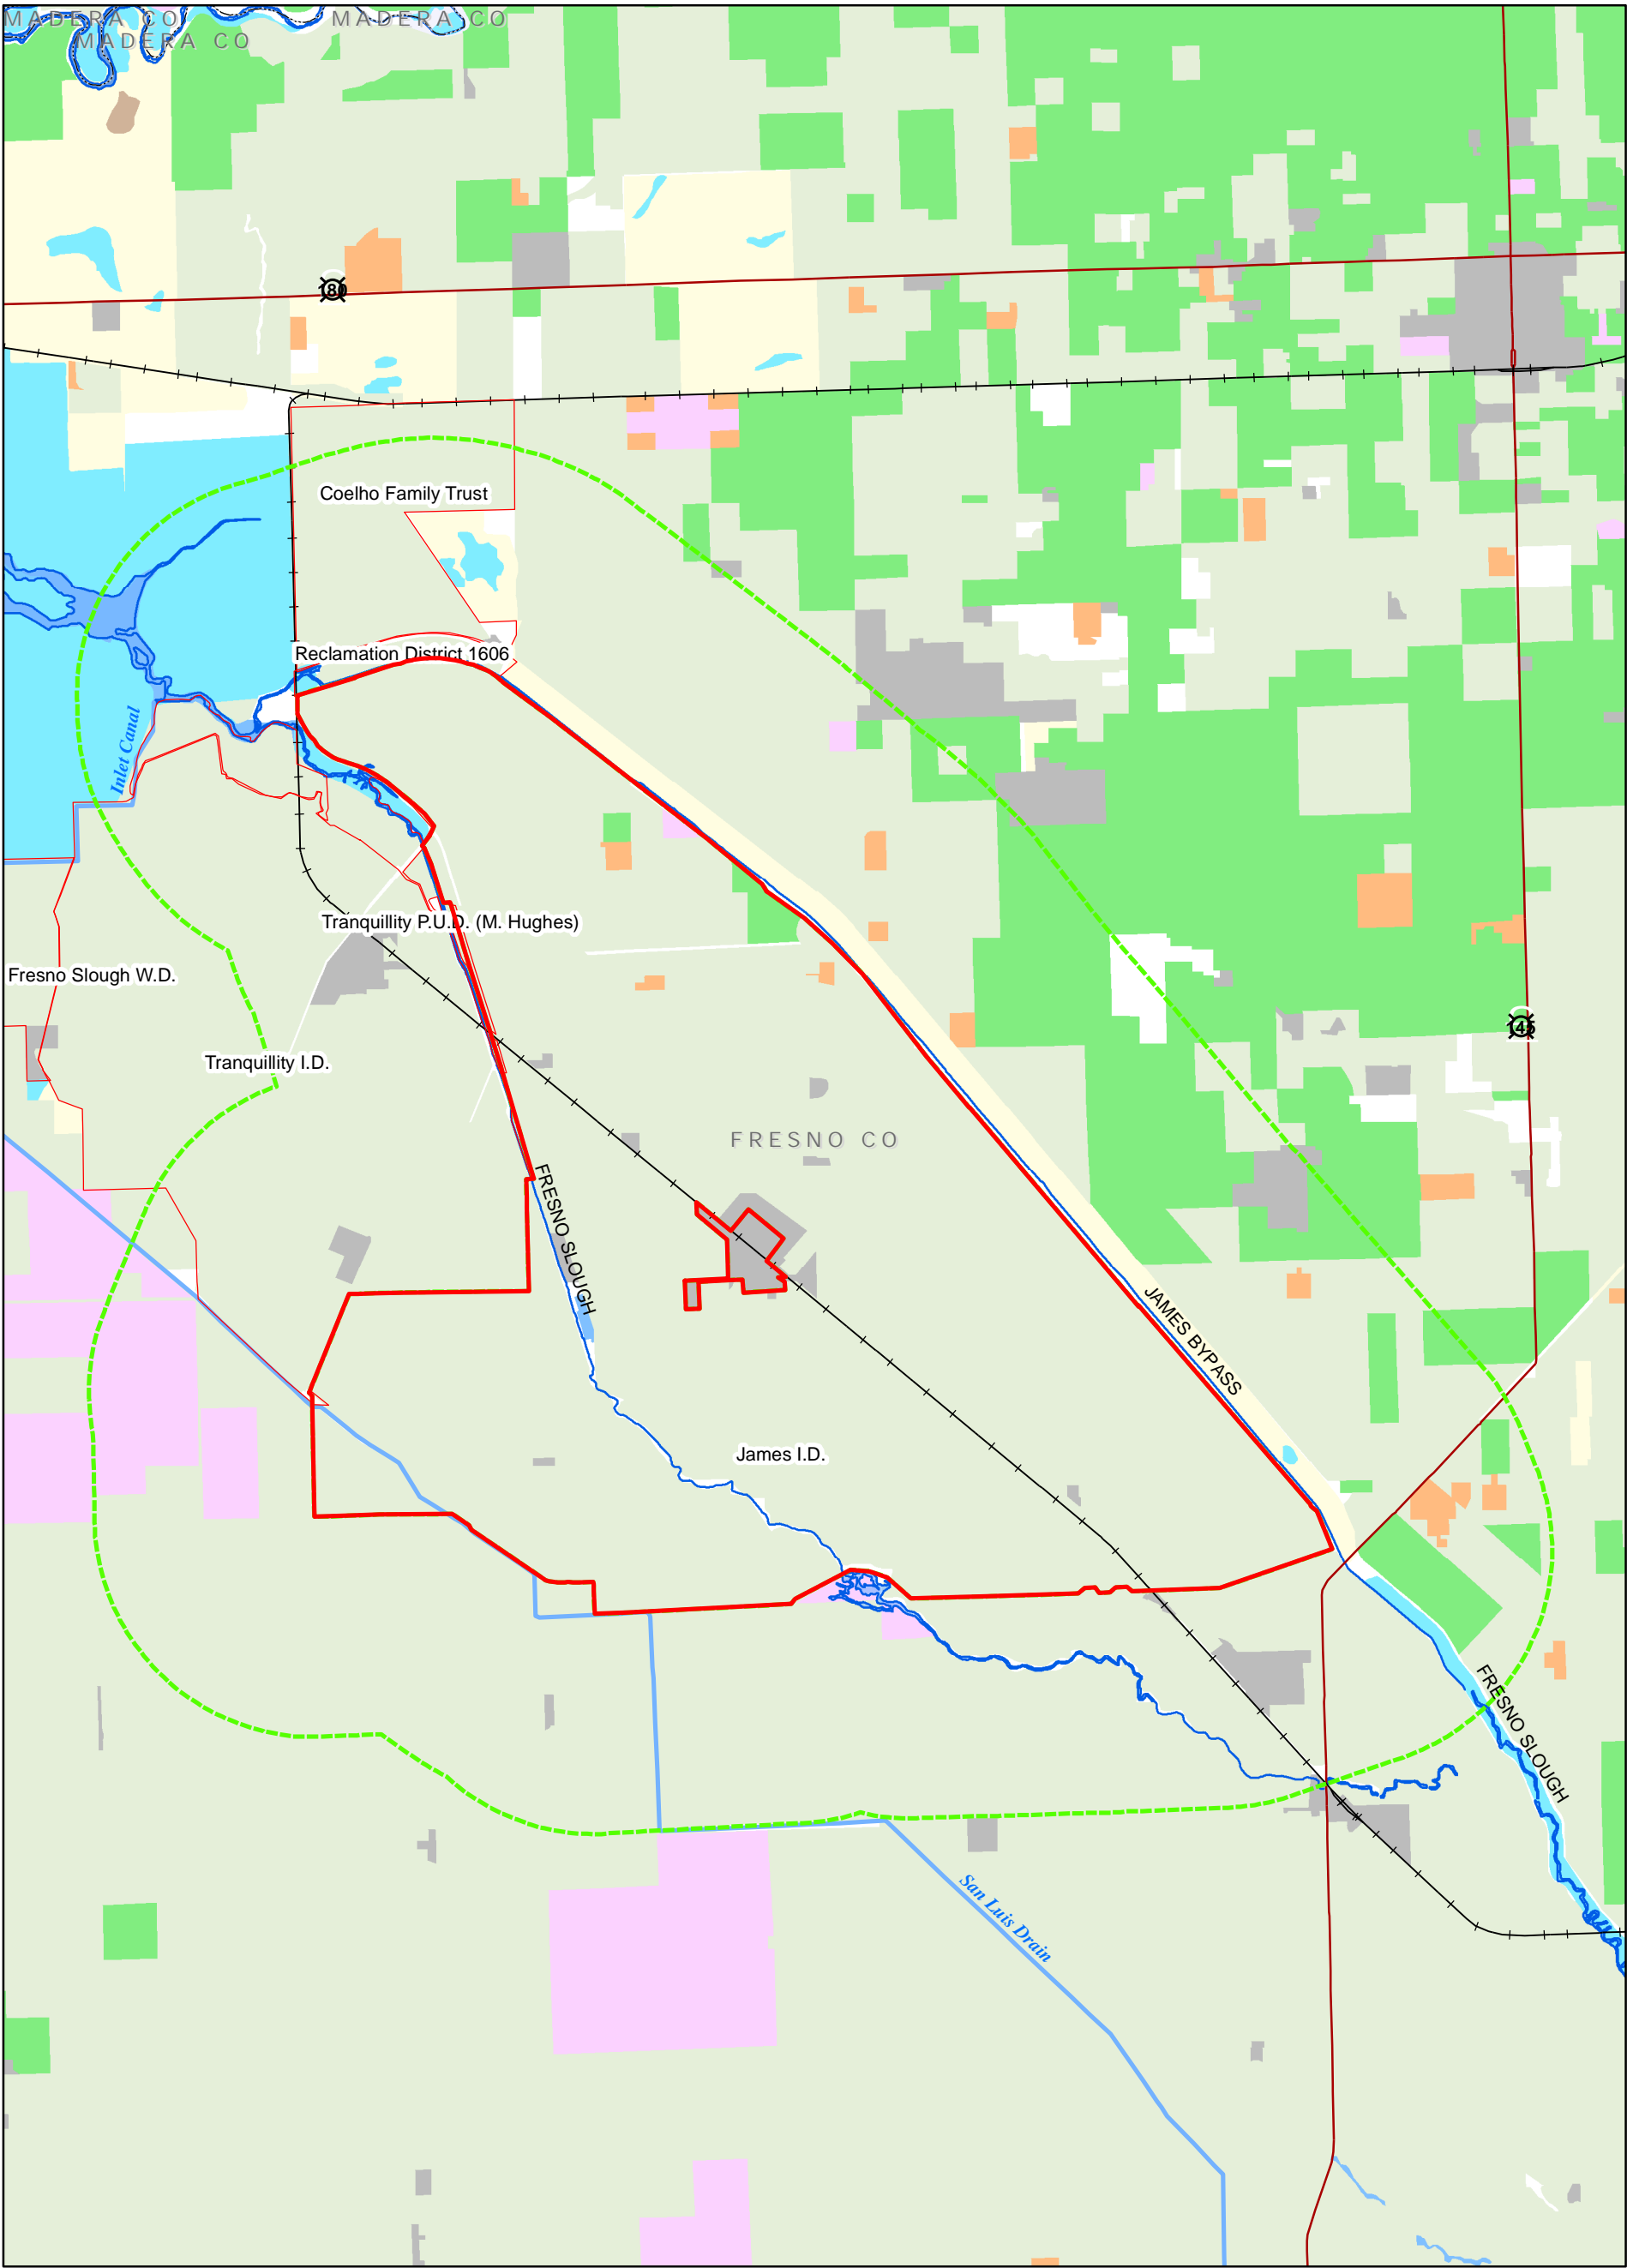 MADERA CO
MADERA CO
MADERA CO
180
Coelho Family Trust
Reclamation District 1606
Inlet Canal
Tranquillity P.U.D. (M. Hughes)
Fresno Slough W.D.
145
Tranquillity I.D.
FRESNO CO
FRESNO SLOUGH
JAMES BYPASS
James I.D.
FRESNO SLOUGH
San Luis Drain